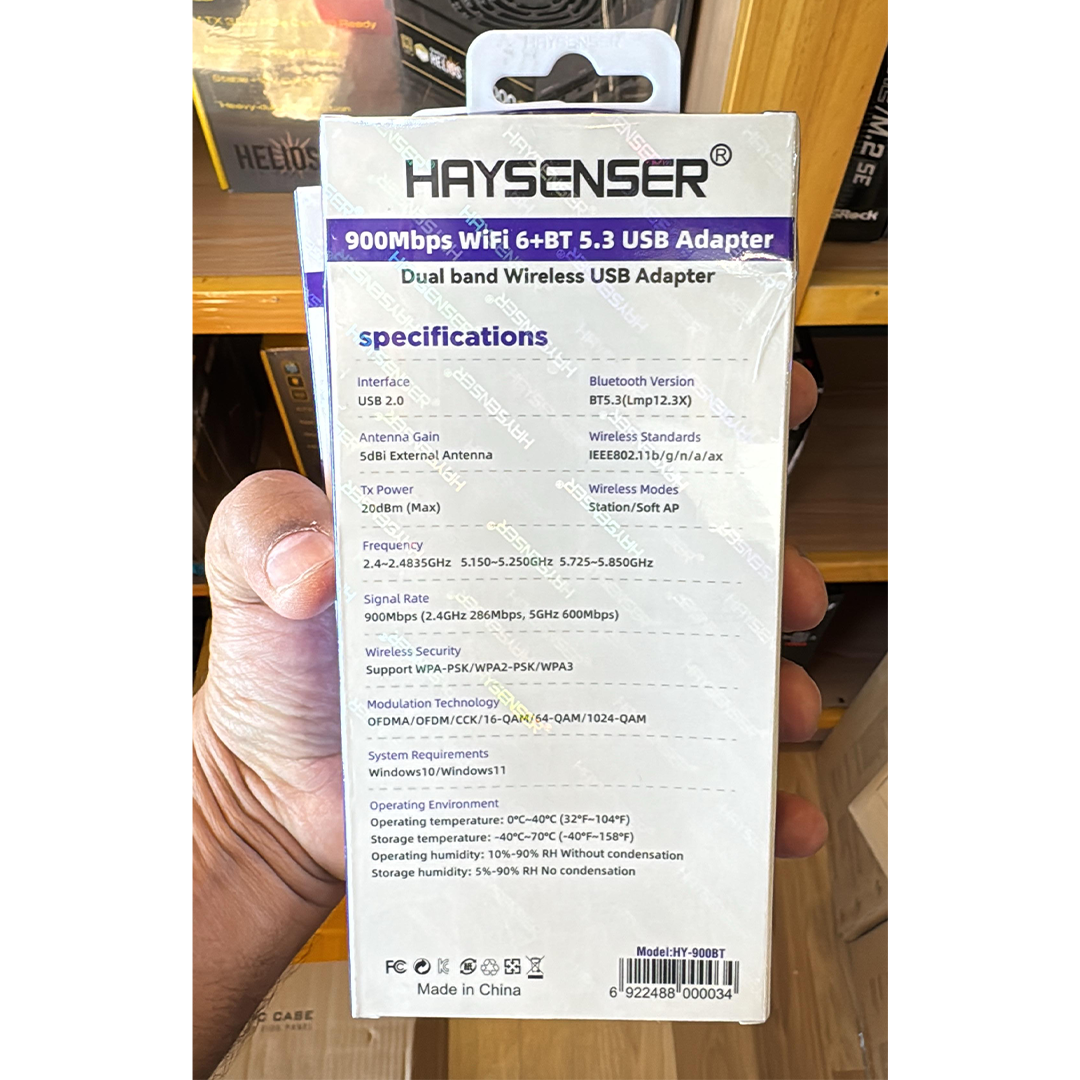 HELIOS
HELIOS
/M.2 SE
HAYSENSER®
900Mbps WiFi 6+BT 5.3 USB Adapter
Dual band Wireless USB Adapter
specifications
Interface
USB 2.0
Bluetooth Version
BT5.3(Lmp12.3X)
Antenna Gain
5dBi External Antenna
Wireless Standards
IEEE802.11b/g/n/a/ax
Tx Power
20dBm (Max)
Wireless Modes
Station/Soft AP
Frequency
2.4~2.4835GHz 5.150~5.250GHz 5.725~5.850GHz
Signal Rate
900Mbps (2.4GHz 286Mbps, 5GHz 600Mbps)
Wireless Security
Support WPA-PSK/WPA2-PSK/WPA3
Modulation Technology
OFDMA/OFDM/CCK/16-QAM/64-QAM/1024-QAM
System Requirements
Windows10/Windows11
Operating Environment
Operating temperature: 0°C~40°C (32°F~104°F)
Storage temperature: -40°C~70°C (-40°F~158°F)
Operating humidity: 10%-90% RH Without condensation
Storage humidity: 5%-90% RH No condensation
Model:HY-900BT
FC
Made in China
6 922488 000034
CASE